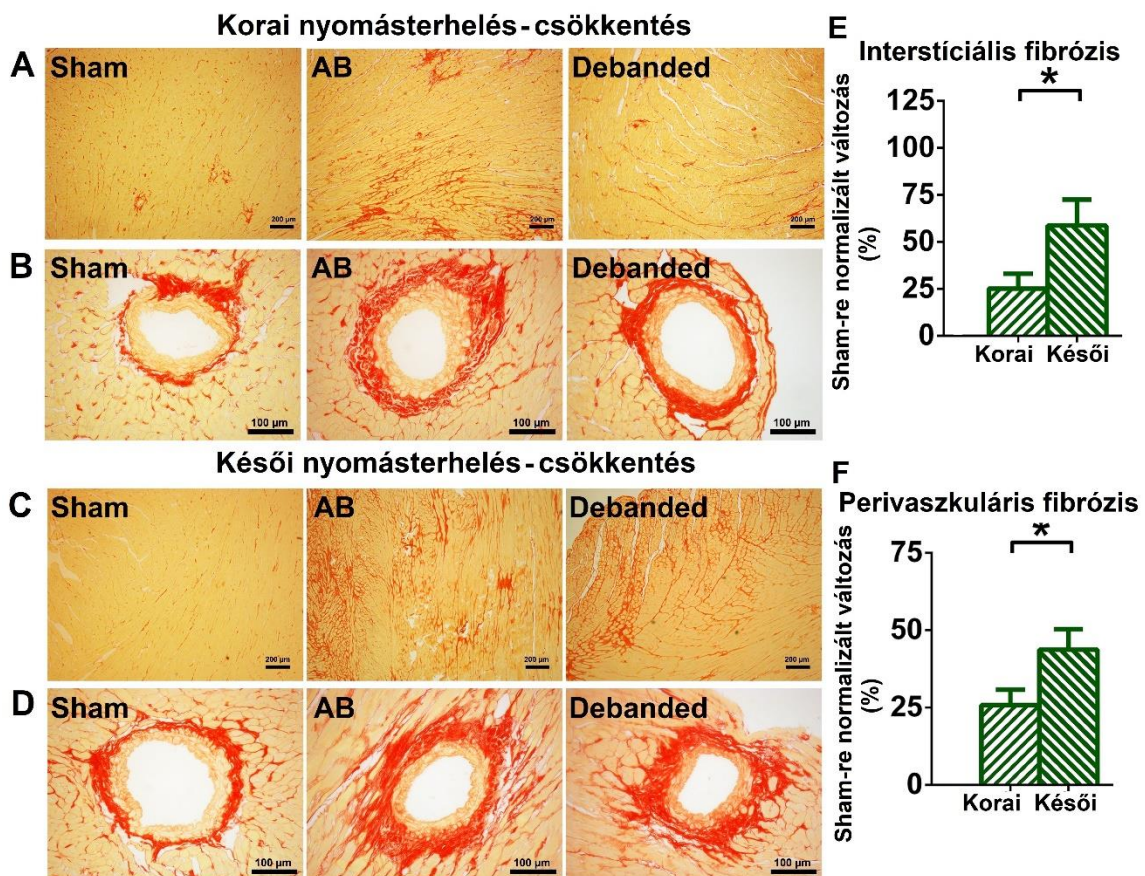 Korai nyomásterhelés-csökkentés
A
Sham
AB
Debanded
200 µm
200 µm
200 µm
B
Sham
AB
Debanded
100 µm
100 µm
100 µm
Késői nyomásterhelés-csökkentés
C
Sham
AB
Debanded
200 µm
200 µm
200 µm
D
Sham
AB
Debanded
100 µm
100 µm
100 µm
E
Interstíciális fibrózis
*
Sham-re normalizált változás
(%)
125
100
75
50
25
0
Korai
Késői
F
Perivaszkuláris fibrózis
*
Sham-re normalizált változás
(%)
75
50
25
0
Korai
Késői